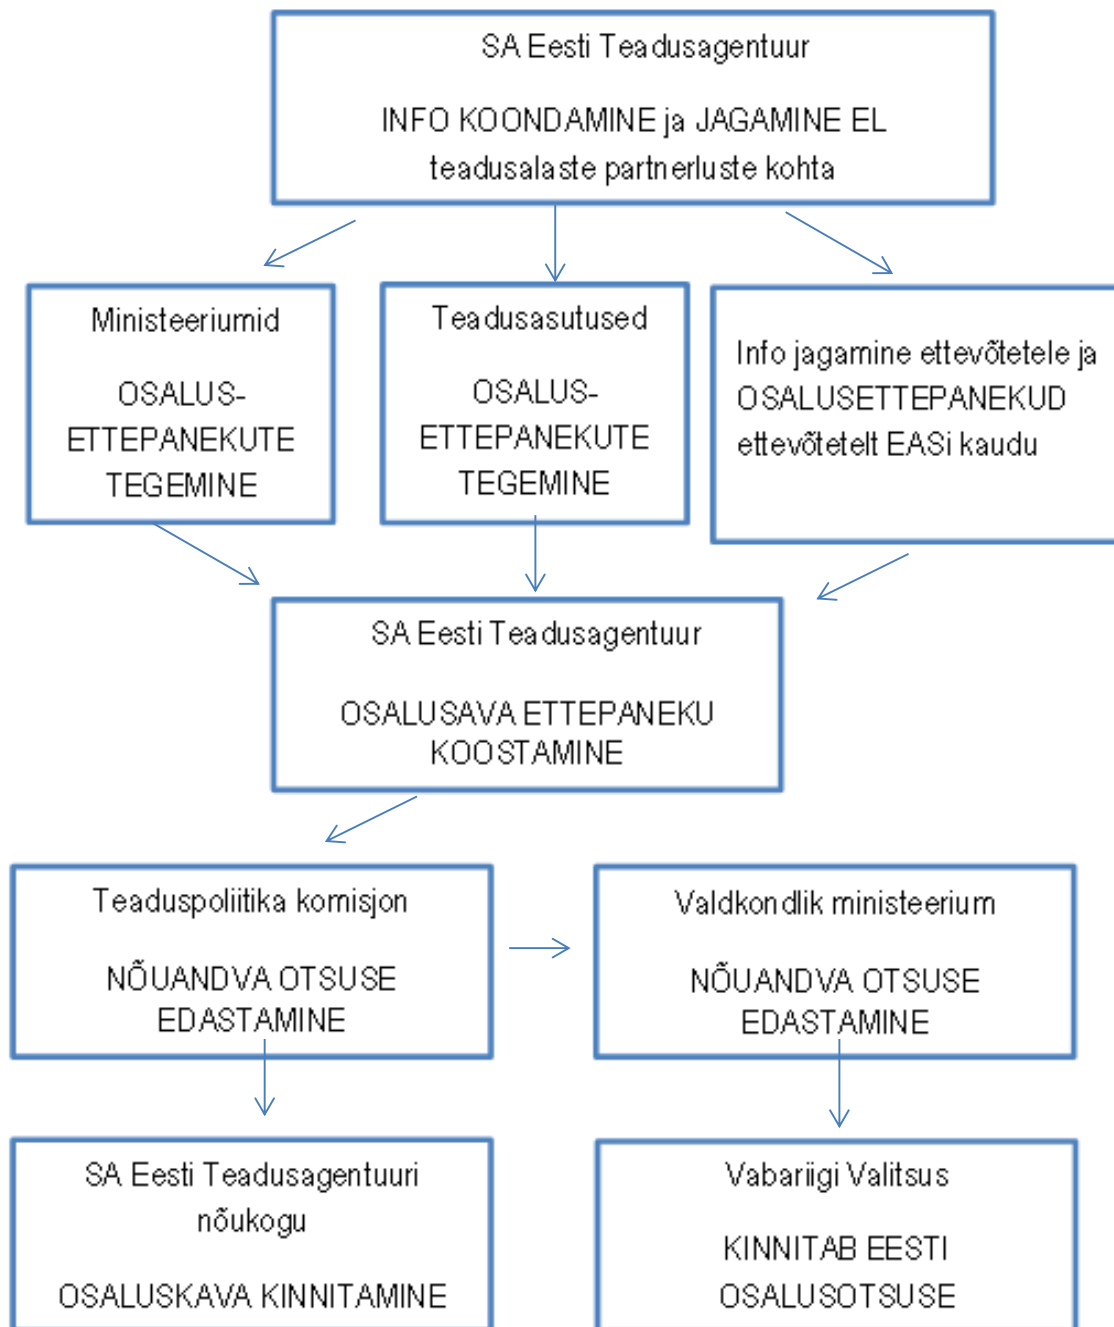 SA Eesti Teadusagentuur
INFO KOONDAMINE ja JAGAMINE EL
teadusalaste partnerluste kohta
Ministeeriumid
OSALUS-
ETTEPANEKUTE
TEGEMINE
Teadusasutused
OSALUS-
ETTEPANEKUTE
TEGEMINE
Info jagamine ettevõtetele ja
OSALUSETTEPANEKUD
ettevõtetelt EASi kaudu
SA Eesti Teadusagentuur
OSALUSAVA ETTEPANEKU
KOOSTAMINE
Teaduspoliitika komisjon
NÕUANDVA OTSUSE
EDASTAMINE
Valdkondlik ministeerium
NÕUANDVA OTSUSE
EDASTAMINE
SA Eesti Teadusagentuuri
nõukogu
OSALUSKAVA KINNITAMINE
Vabariigi Valitsus
KINNITAB EESTI
OSALUSOTSUSE